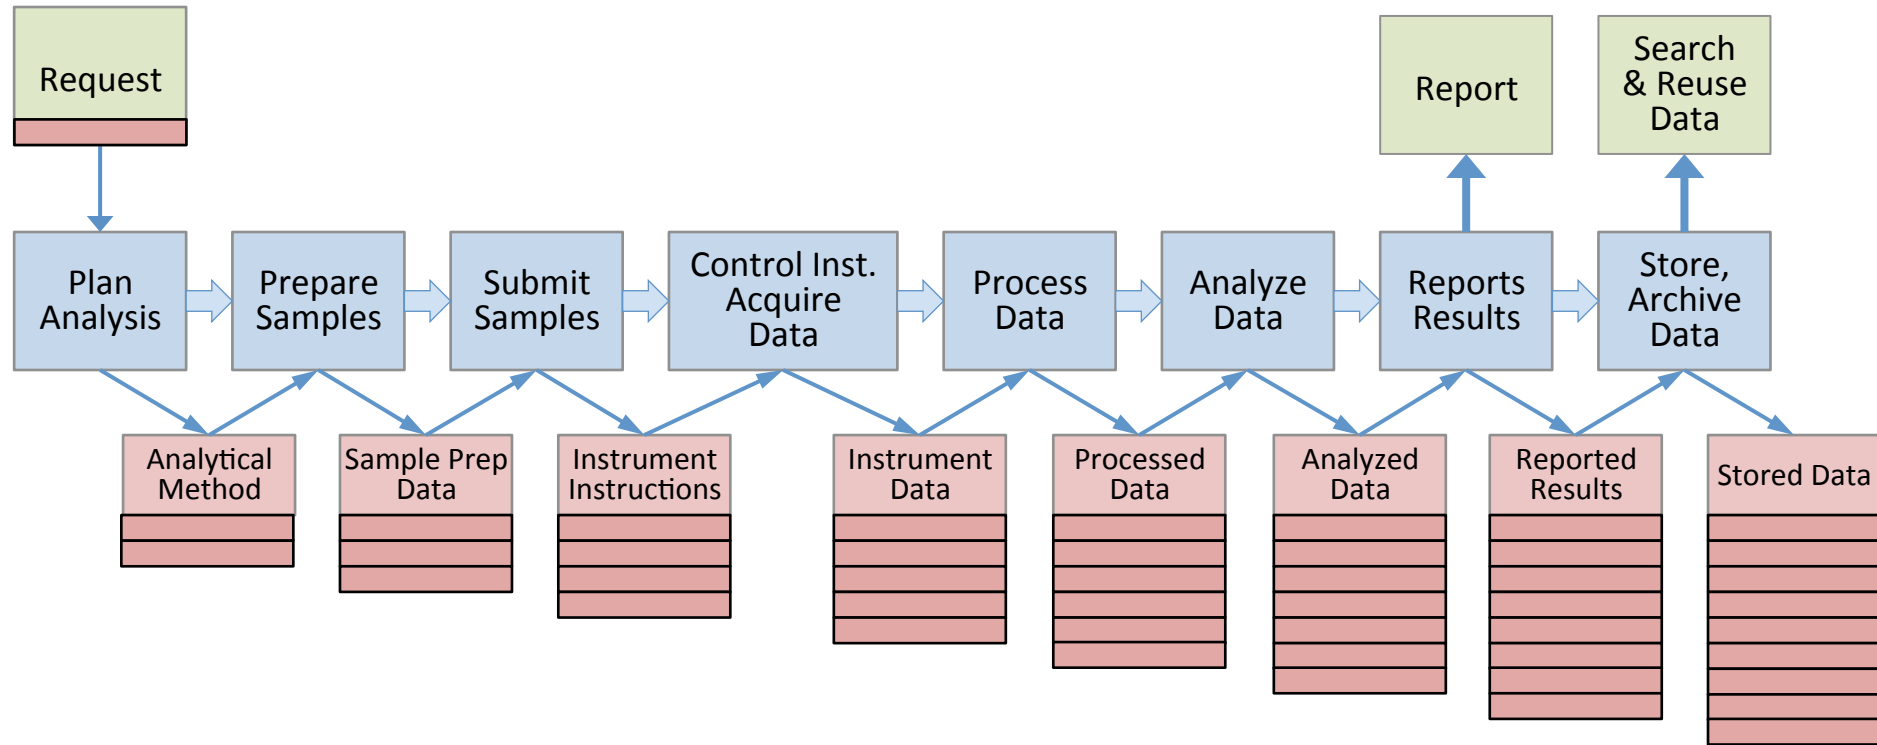 Request
Report
Search
& Reuse
Data
Plan
Analysis
Prepare
Samples
Submit
Samples
Control Inst.
Acquire
Data
Process
Data
Analyze
Data
Reports
Results
Store,
Archive
Data
Analytical
Method
Sample Prep
Data
Instrument
Instructions
Instrument
Data
Processed
Data
Analyzed
Data
Reported
Results
Stored Data